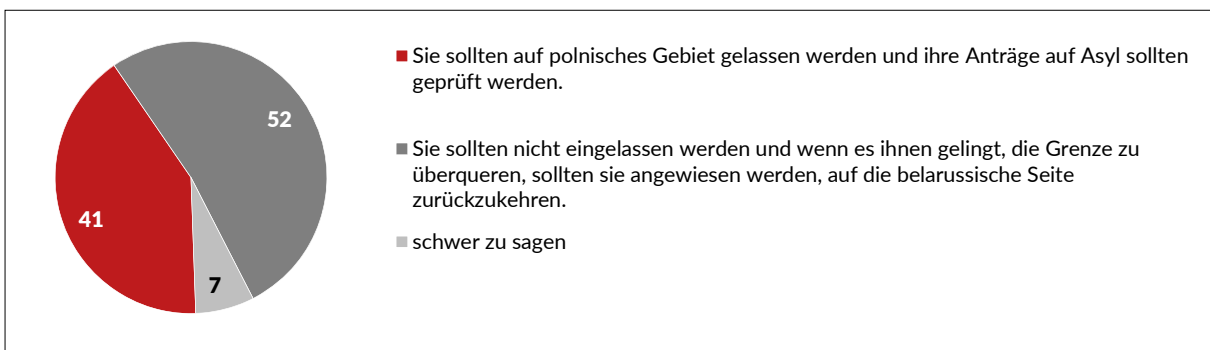 52
41
7
Sie sollten auf polnisches Gebiet gelassen werden und ihre Anträge auf Asyl sollten
geprüft werden.
Sie sollten nicht eingelassen werden und wenn es ihnen gelingt, die Grenze zu
überqueren, sollten sie angewiesen werden, auf die belarussische Seite
zurückzukehren.
schwer zu sagen